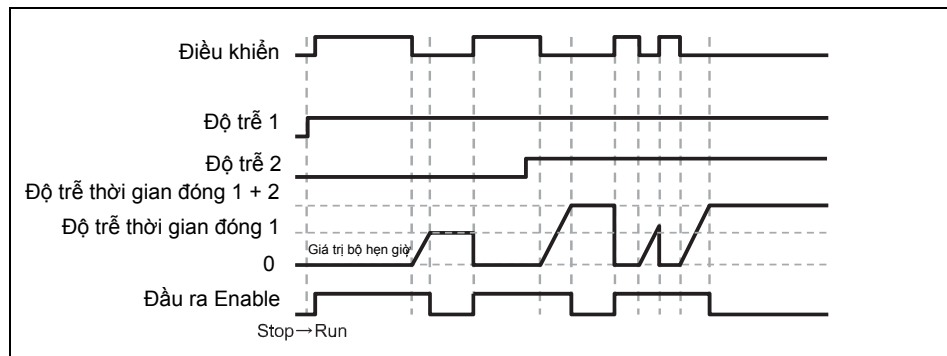 Điều khiển
Độ trễ 1
Độ trễ 2
Độ trễ thời gian đóng 1 + 2
Độ trễ thời gian đóng 1
Giá trị bộ hẹn giờ
0
Đầu ra Enable
Stop→Run